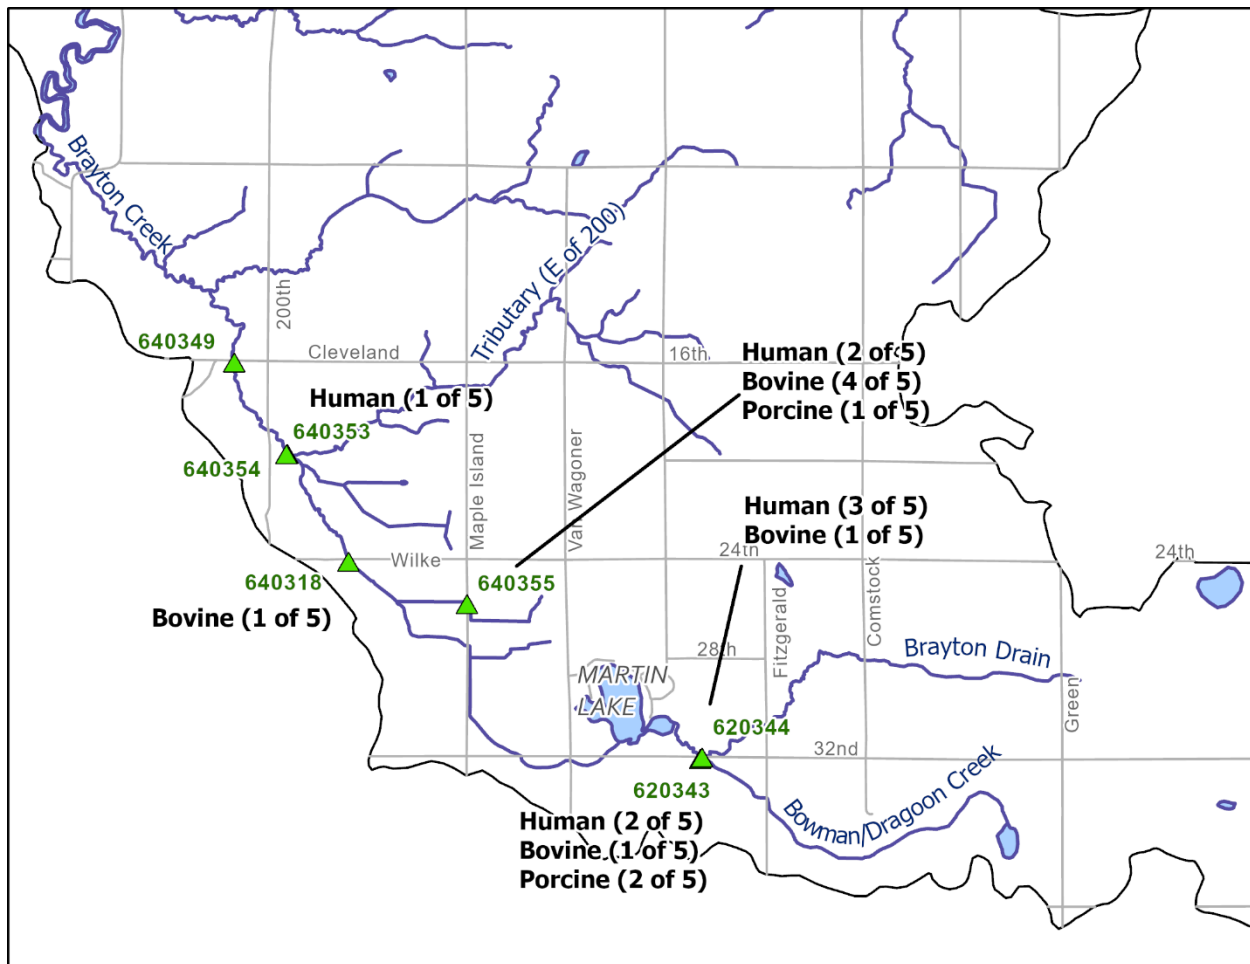 Brayton Creek
200th
Tributary (E of 200)
640349
Cleveland
16th
Human (2 of 5)
Bovine (4 of 5)
Porcine (1 of 5)
Human (1 of 5)
640353
640354
Maple Island
Van Wagoner
Human (3 of 5)
Bovine (1 of 5)
Wilke
24th
24th
640318
640355
Bovine (1 of 5)
Fitzgerald
Comstock
28th
Brayton Drain
MARTIN
LAKE
Green
620344
32nd
620343
Bowman/Dragoon Creek
Human (2 of 5)
Bovine (1 of 5)
Porcine (2 of 5)